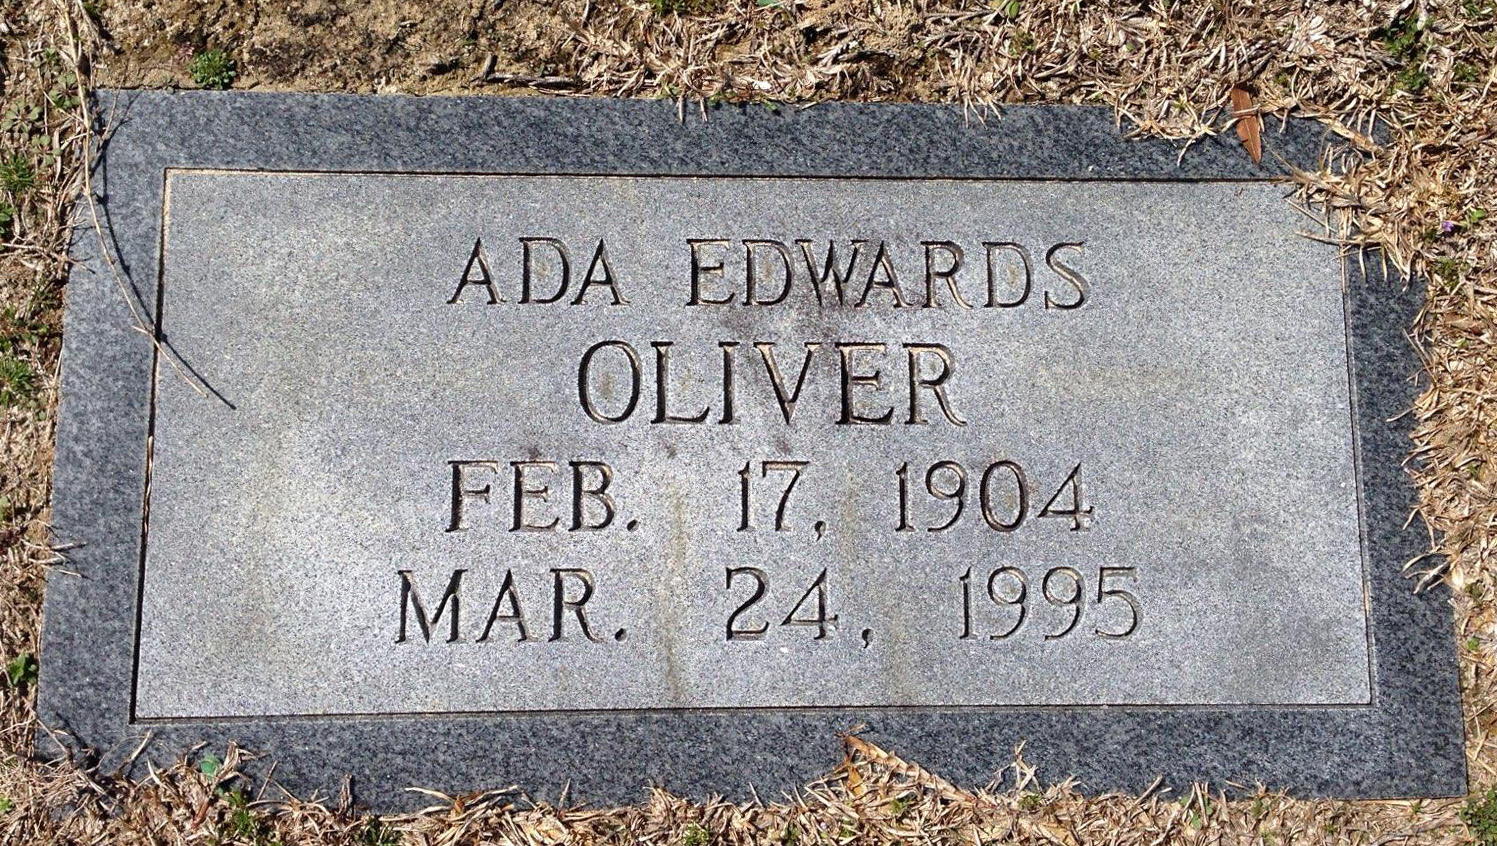 ADA EDWARDS
OLIVER
FEB. 17, 1904
MAR. 24, 1995